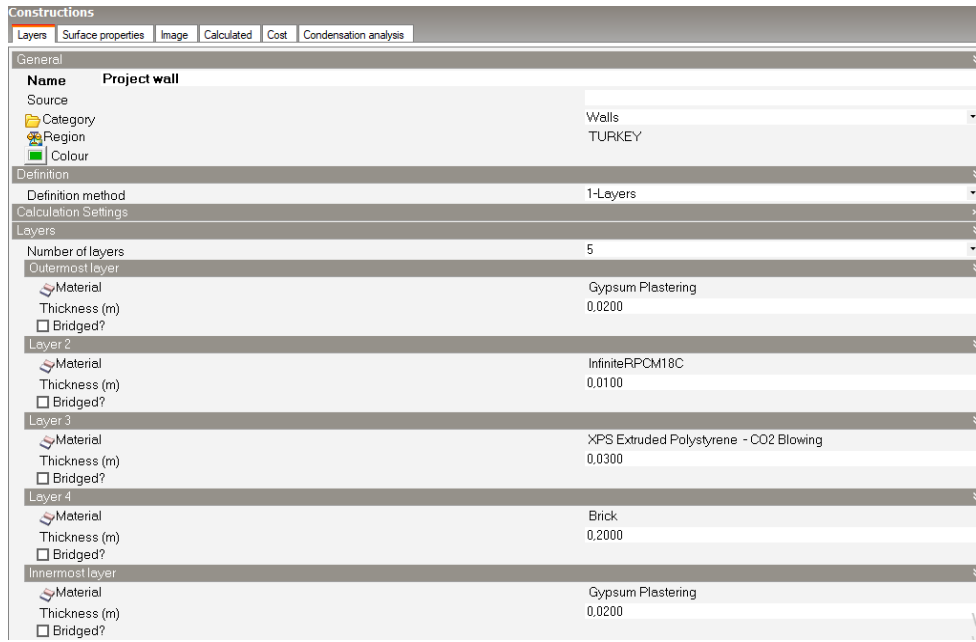 Constructions
Layers Surface properties Image Calculated Cost Condensation analysis
General
Name Project wall
Source
Category Walls
Region TURKEY
Colour
Definition
Definition method 1-Layers
Calculation Settings
Layers
Number of layers 5
Outermost layer
Material Gypsum Plastering
Thickness (m) 0,0200
Bridged?
Layer 2
Material InfiniteRPCM18C
Thickness (m) 0,0100
Bridged?
Layer 3
Material XPS Extruded Polystyrene - CO2 Blowing
Thickness (m) 0,0300
Bridged?
Layer 4
Material Brick
Thickness (m) 0,2000
Bridged?
Innermost layer
Material Gypsum Plastering
Thickness (m) 0,0200
Bridged?